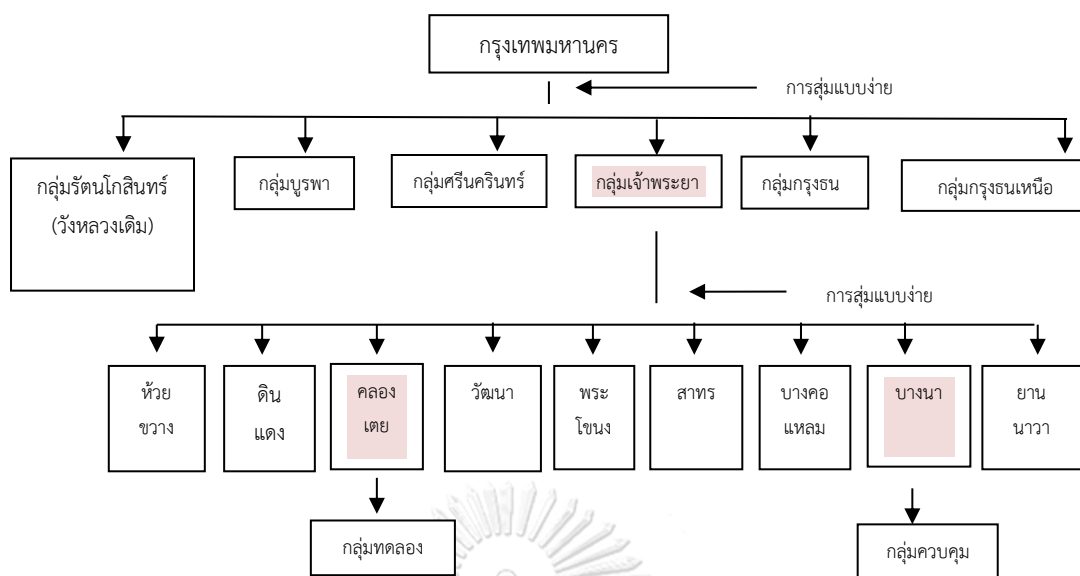 กรุงเทพมหานคร
การสุ่มแบบง่าย
กลุ่มรัตนโกสินทร์
(วังหลวงเดิม)
กลุ่มบูรพา
กลุ่มศรีนครินทร์
กลุ่มเจ้าพระยา
กลุ่มกรุงธน
กลุ่มกรุงธนเหนือ
การสุ่มแบบง่าย
ห้วย
ขวาง
ดิน
แดง
คลอง
เตย
วัฒนา
พระ
โขนง
สาทร
บางคอ
แหลม
บางนา
ยาน
นาวา
กลุ่มทดลอง
กลุ่มควบคุม